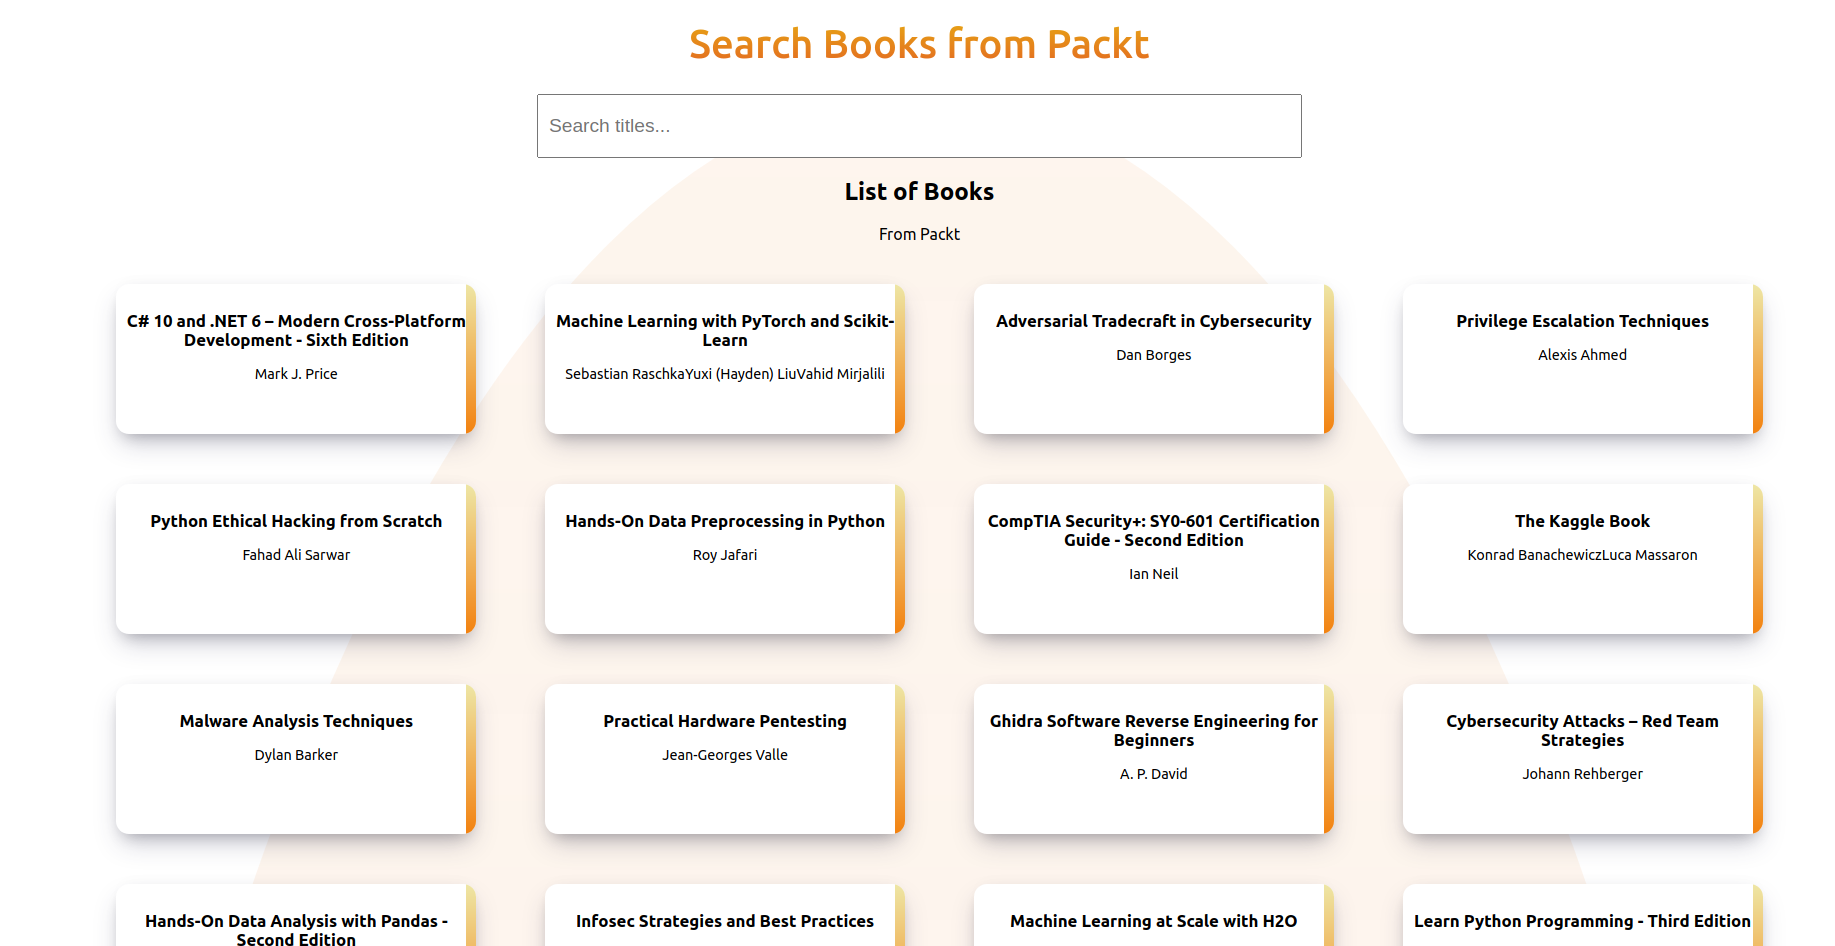 Search Books from Packt
Search titles...
List of Books
From Packt
C# 10 and .NET 6 – Modern Cross-Platform
Development - Sixth Edition
Mark J. Price
Machine Learning with PyTorch and Scikit-
Learn
Sebastian RaschkaYuxi (Hayden) LiuVahid Mirjalili
Adversarial Tradecraft in Cybersecurity
Dan Borges
Privilege Escalation Techniques
Alexis Ahmed
Python Ethical Hacking from Scratch
Fahad Ali Sarwar
Hands-On Data Preprocessing in Python
Roy Jafari
CompTIA Security+: SY0-601 Certification
Guide - Second Edition
Ian Neil
The Kaggle Book
Konrad BanachewiczLuca Massaron
Malware Analysis Techniques
Dylan Barker
Practical Hardware Pentesting
Jean-Georges Valle
Ghidra Software Reverse Engineering for
Beginners
A. P. David
Cybersecurity Attacks – Red Team
Strategies
Johann Rehberger
Hands-On Data Analysis with Pandas -
Second Edition
Infosec Strategies and Best Practices
Machine Learning at Scale with H2O
Learn Python Programming - Third Edition